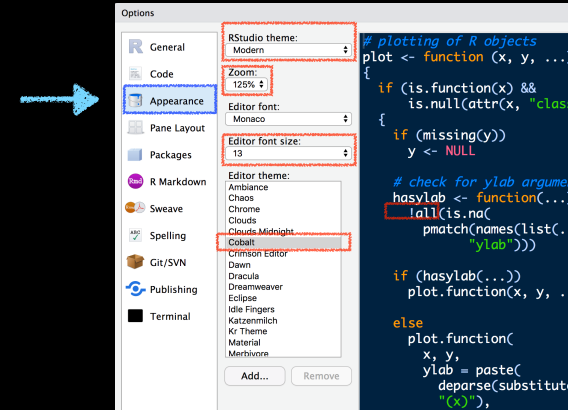 Options
General
Code
Appearance
Pane Layout
Packages
Rmd R Markdown
Sweave
ABC Spelling
Git/SVN
Publishing
Terminal
RStudio theme:
Modern
Zoom:
125%
Editor font:
Monaco
Editor font size:
13
Editor theme:
Ambiance
Chaos
Chrome
Clouds
Clouds Midnight
Cobalt
Crimson Editor
Dawn
Dracula
Dreamweaver
Eclipse
Idle Fingers
Katzenmilch
Kr Theme
Material
Merbivore
Add... Remove
# plotting of R objects
plot <- function (x, y, ...)
{
if (is.function(x) &&
is.null(attr(x, "clas
{
if (missing(y))
y <- NULL
# check for ylab argume
hasylab <- function(...)
!all(is.na(
pmatch(names(list(..
"ylab")))
if (hasylab(...))
plot.function(x, y, ..
else
plot.function(
x, y,
ylab = paste(
deparse(substitute
"(x)"),